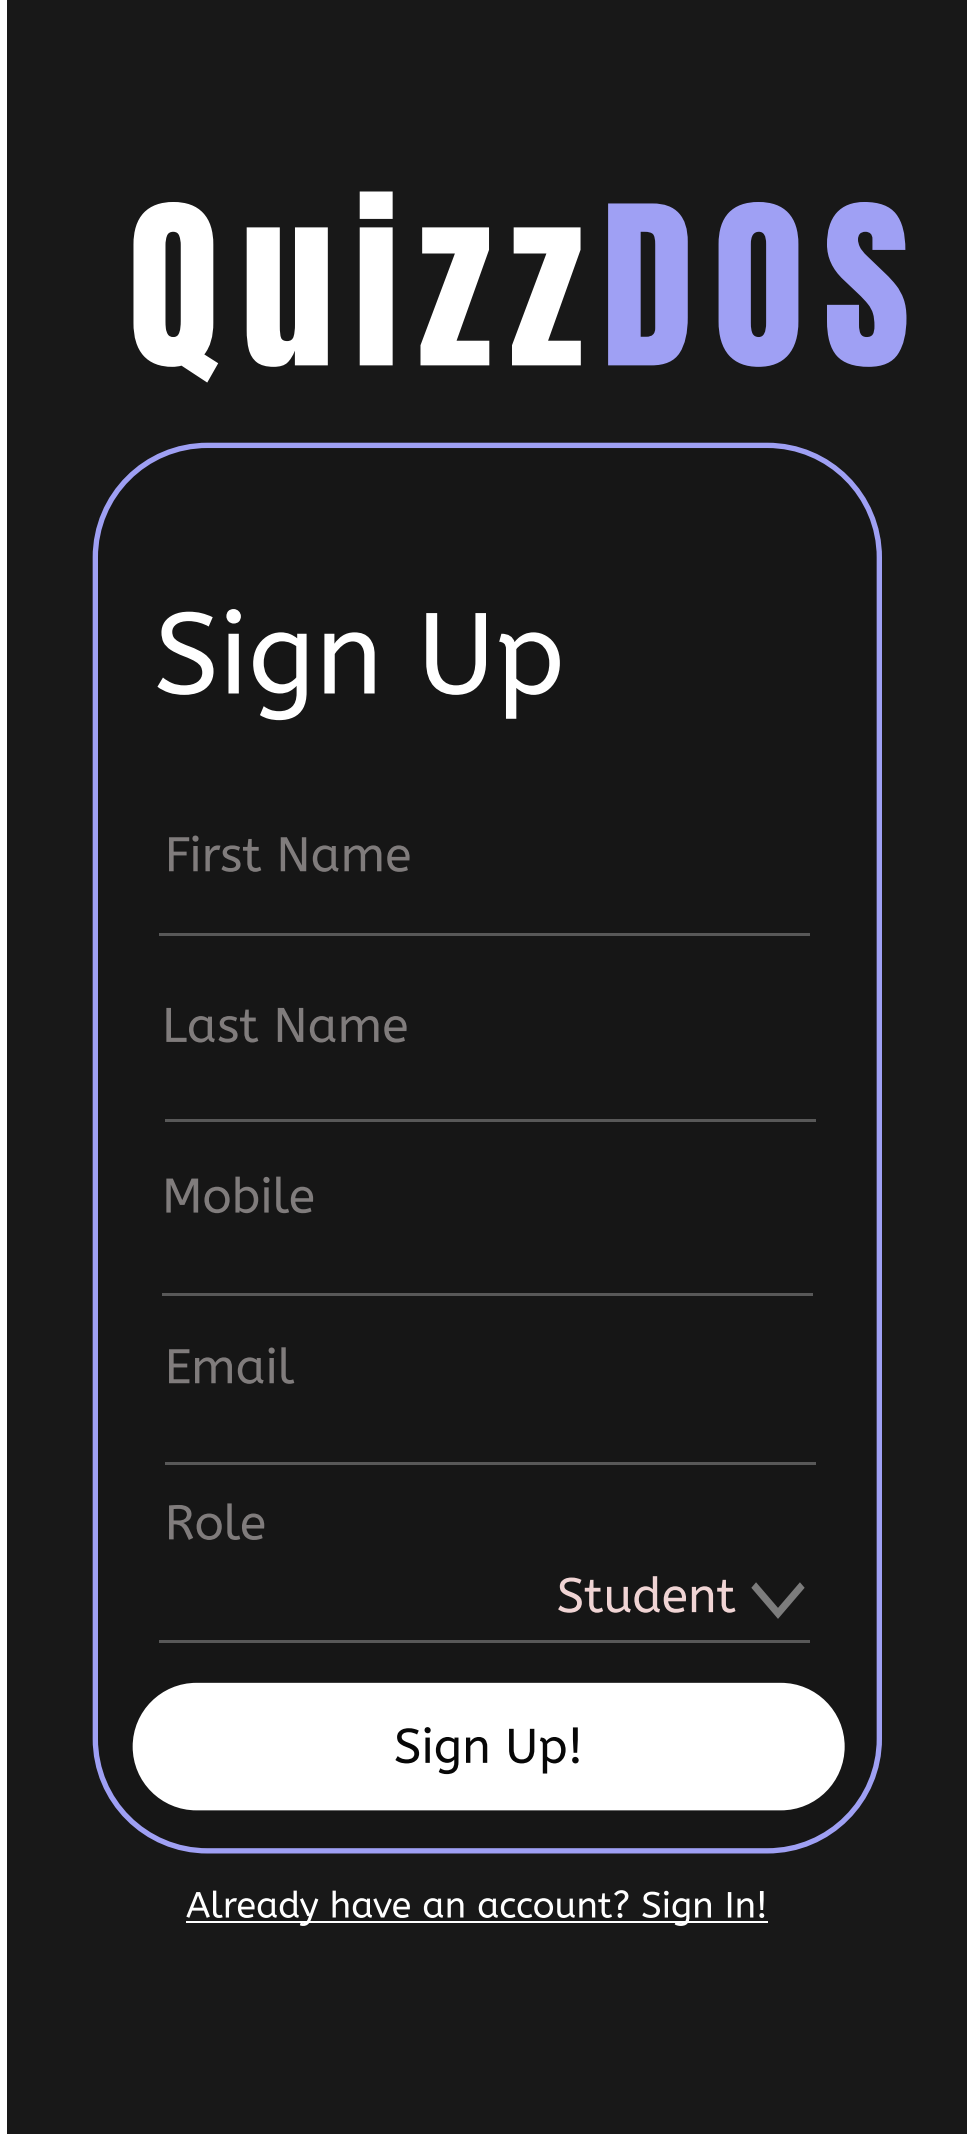 QuizzDOS
Sign Up
First Name
Last Name
Mobile
Email
Role
Student
Sign Up!
Already have an account? Sign In!